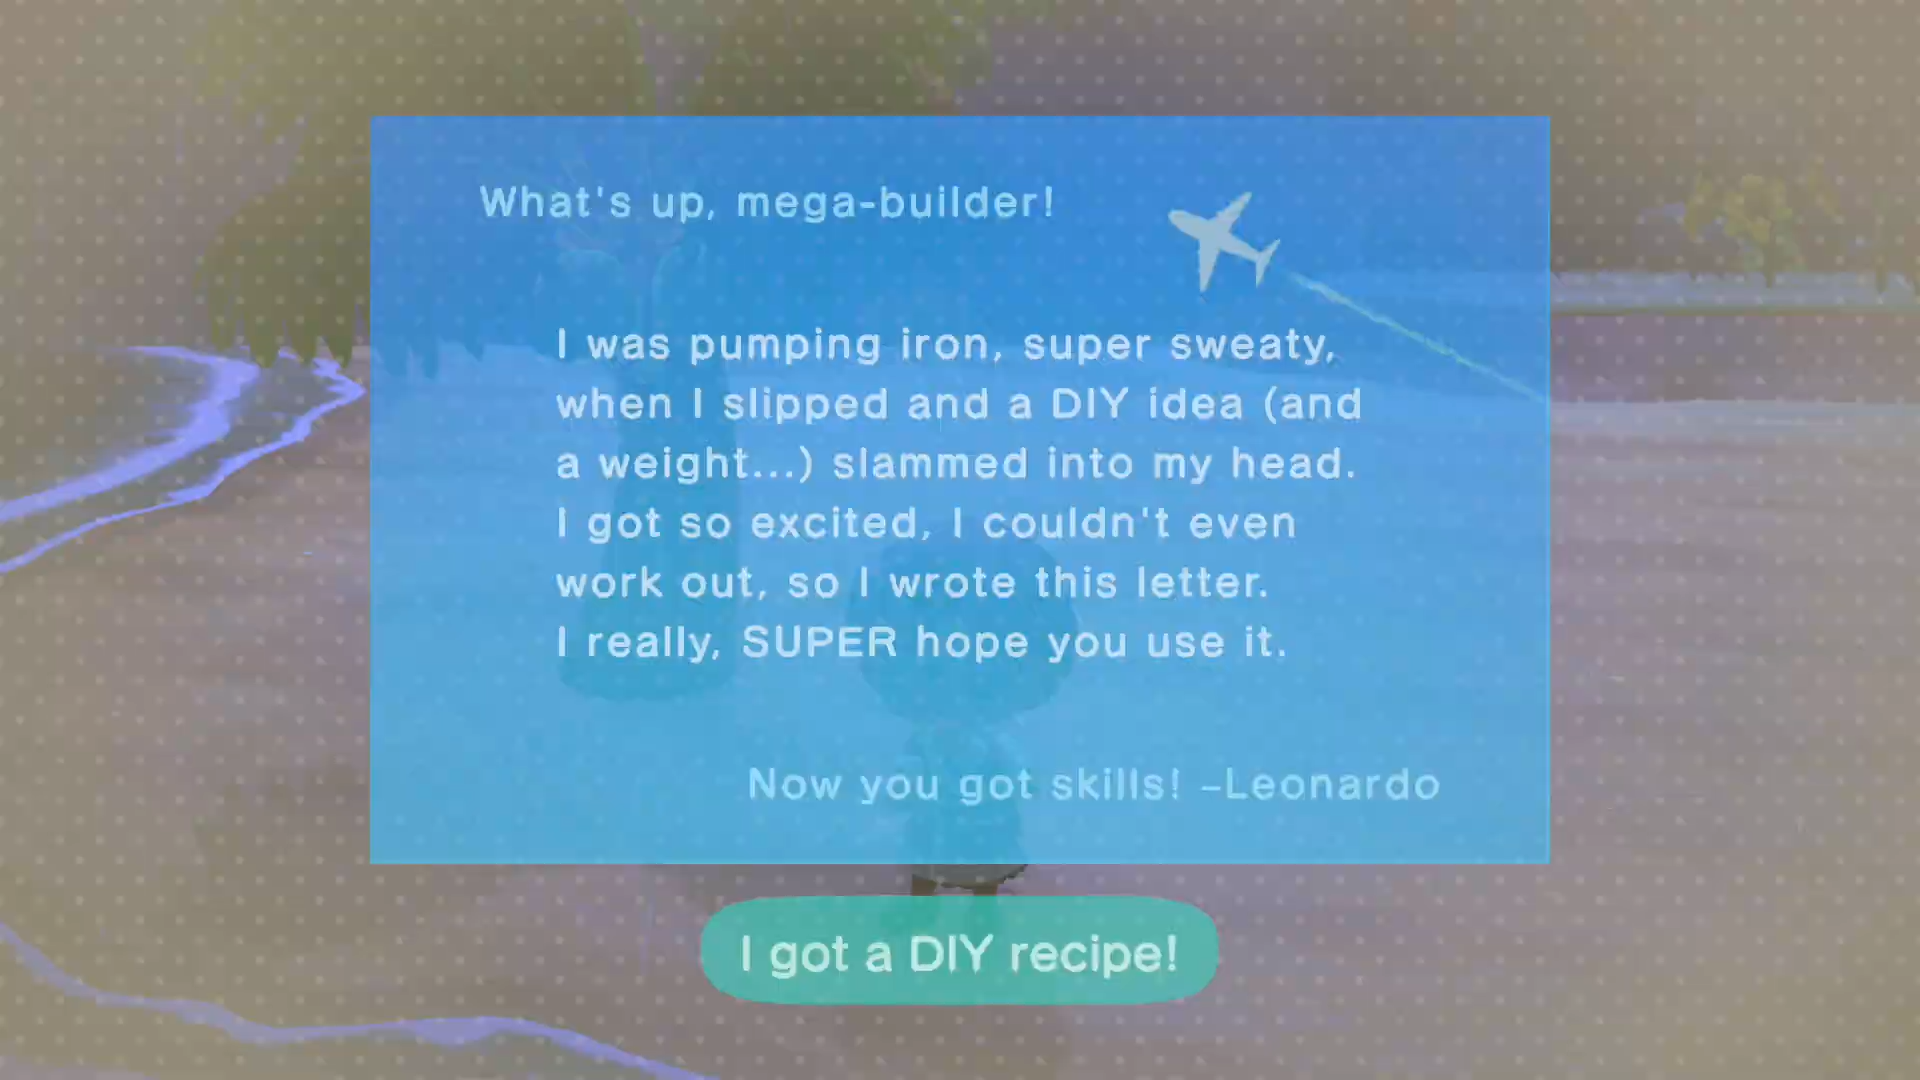 What's up, mega-builder!
I was pumping iron, super sweaty,
when I slipped and a DIY idea (and
a weight...) slammed into my head.
I got so excited, I couldn't even
work out, so I wrote this letter.
I really, SUPER hope you use it.
Now you got skills! –Leonardo
I got a DIY recipe!